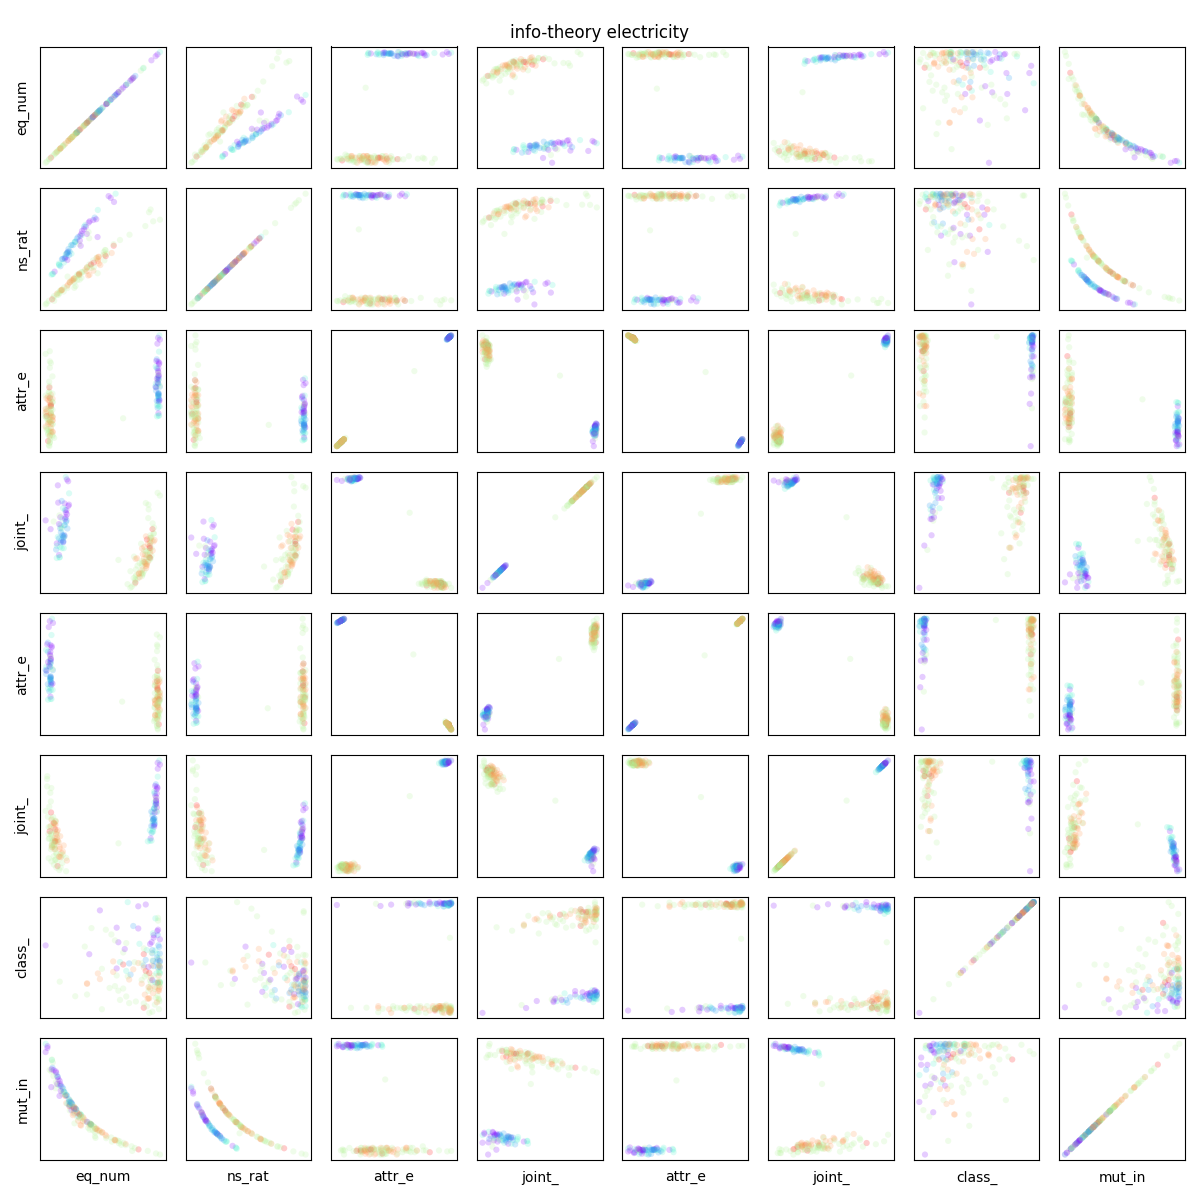 info-theory electricity
eq_num
ns_rat
attr_e
joint_
attr_e
joint_
class_
mut_in
eq_num
ns_rat
attr_e
joint_
attr_e
joint_
class_
mut_in